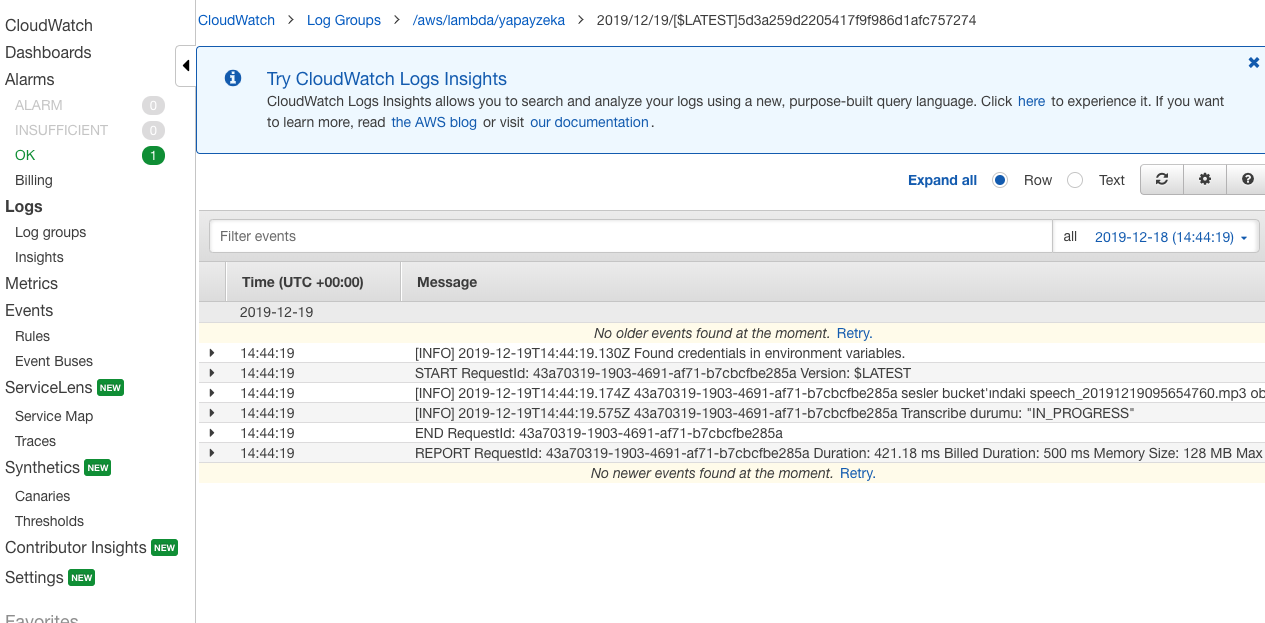 CloudWatch
Dashboards
Alarms
ALARM 0
INSUFFICIENT 0
OK 1
Billing
Logs
Log groups
Insights
Metrics
Events
Rules
Event Buses
ServiceLens NEW
Service Map
Traces
Synthetics NEW
Canaries
Thresholds
Contributor Insights NEW
Settings NEW
Favorites
CloudWatch > Log Groups > /aws/lambda/yapayzeka > 2019/12/19/[$LATEST]5d3a259d2205417f9f986d1afc757274
Try CloudWatch Logs Insights
CloudWatch Logs Insights allows you to search and analyze your logs using a new, purpose-built query language. Click here to experience it. If you want
to learn more, read the AWS blog or visit our documentation.
Expand all Row Text
Filter events all 2019-12-18 (14:44:19)
Time (UTC +00:00) Message
2019-12-19
No older events found at the moment. Retry.
14:44:19 [INFO] 2019-12-19T14:44:19.130Z Found credentials in environment variables.
14:44:19 START RequestId: 43a70319-1903-4691-af71-b7cbcfbe285a Version: $LATEST
14:44:19 [INFO] 2019-12-19T14:44:19.174Z 43a70319-1903-4691-af71-b7cbcfbe285a sesler bucket'ındaki speech_20191219095654760.mp3 ob
14:44:19 [INFO] 2019-12-19T14:44:19.575Z 43a70319-1903-4691-af71-b7cbcfbe285a Transcribe durumu: "IN_PROGRESS"
14:44:19 END RequestId: 43a70319-1903-4691-af71-b7cbcfbe285a
14:44:19 REPORT RequestId: 43a70319-1903-4691-af71-b7cbcfbe285a Duration: 421.18 ms Billed Duration: 500 ms Memory Size: 128 MB Max
No newer events found at the moment. Retry.